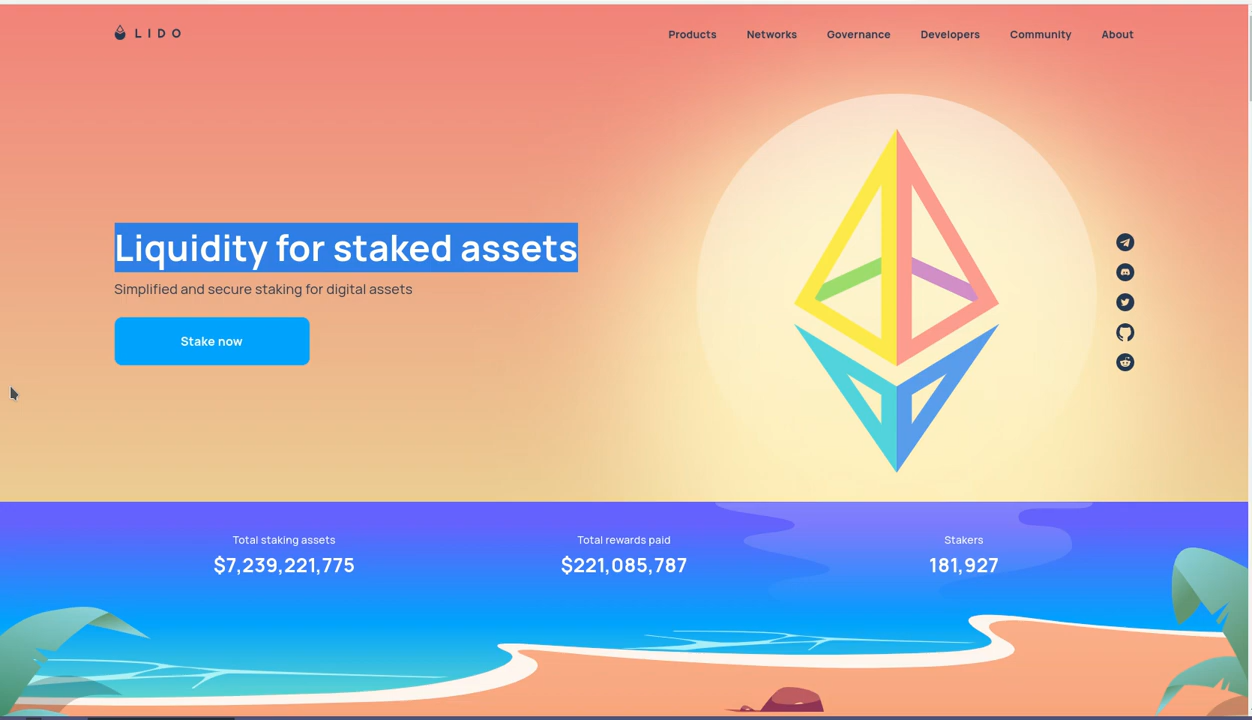 LIDO
Products Networks Governance Developers Community About
Liquidity for staked assets
Simplified and secure staking for digital assets
Stake now
Total staking assets
$7,239,221,775
Total rewards paid
$221,085,787
Stakers
181,927